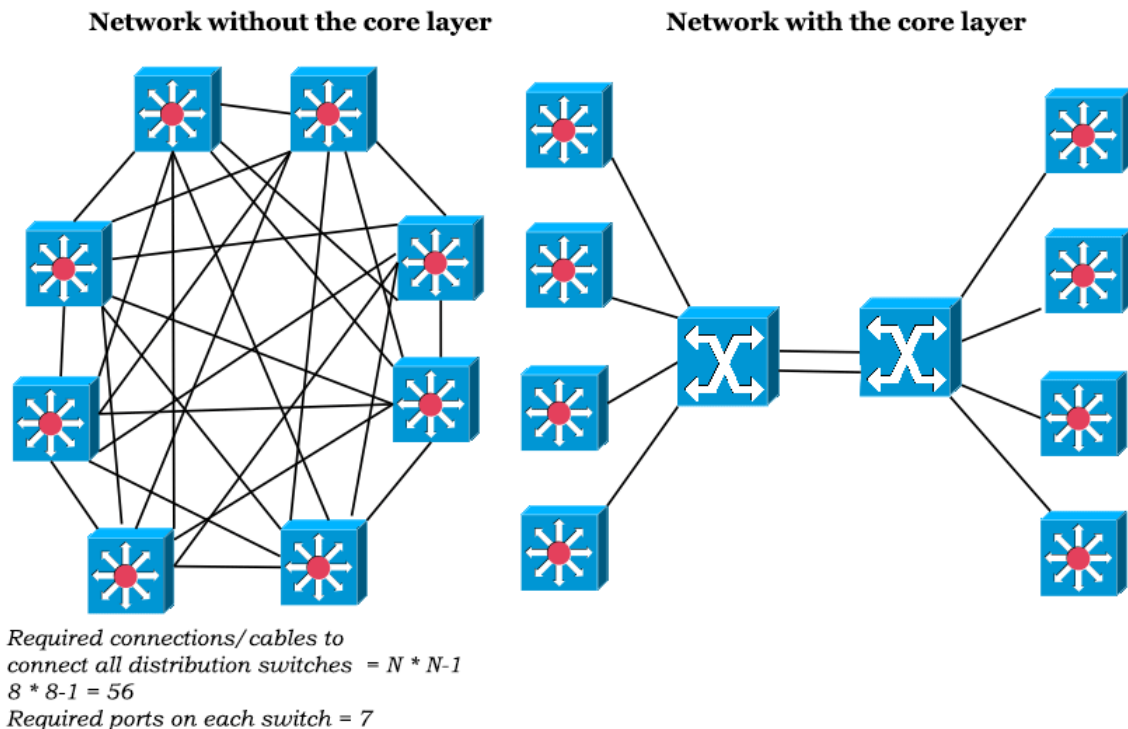 Network without the core layer
Network with the core layer
Required connections/cables to
connect all distribution switches = N * N-1
8 * 8-1 = 56
Required ports on each switch = 7